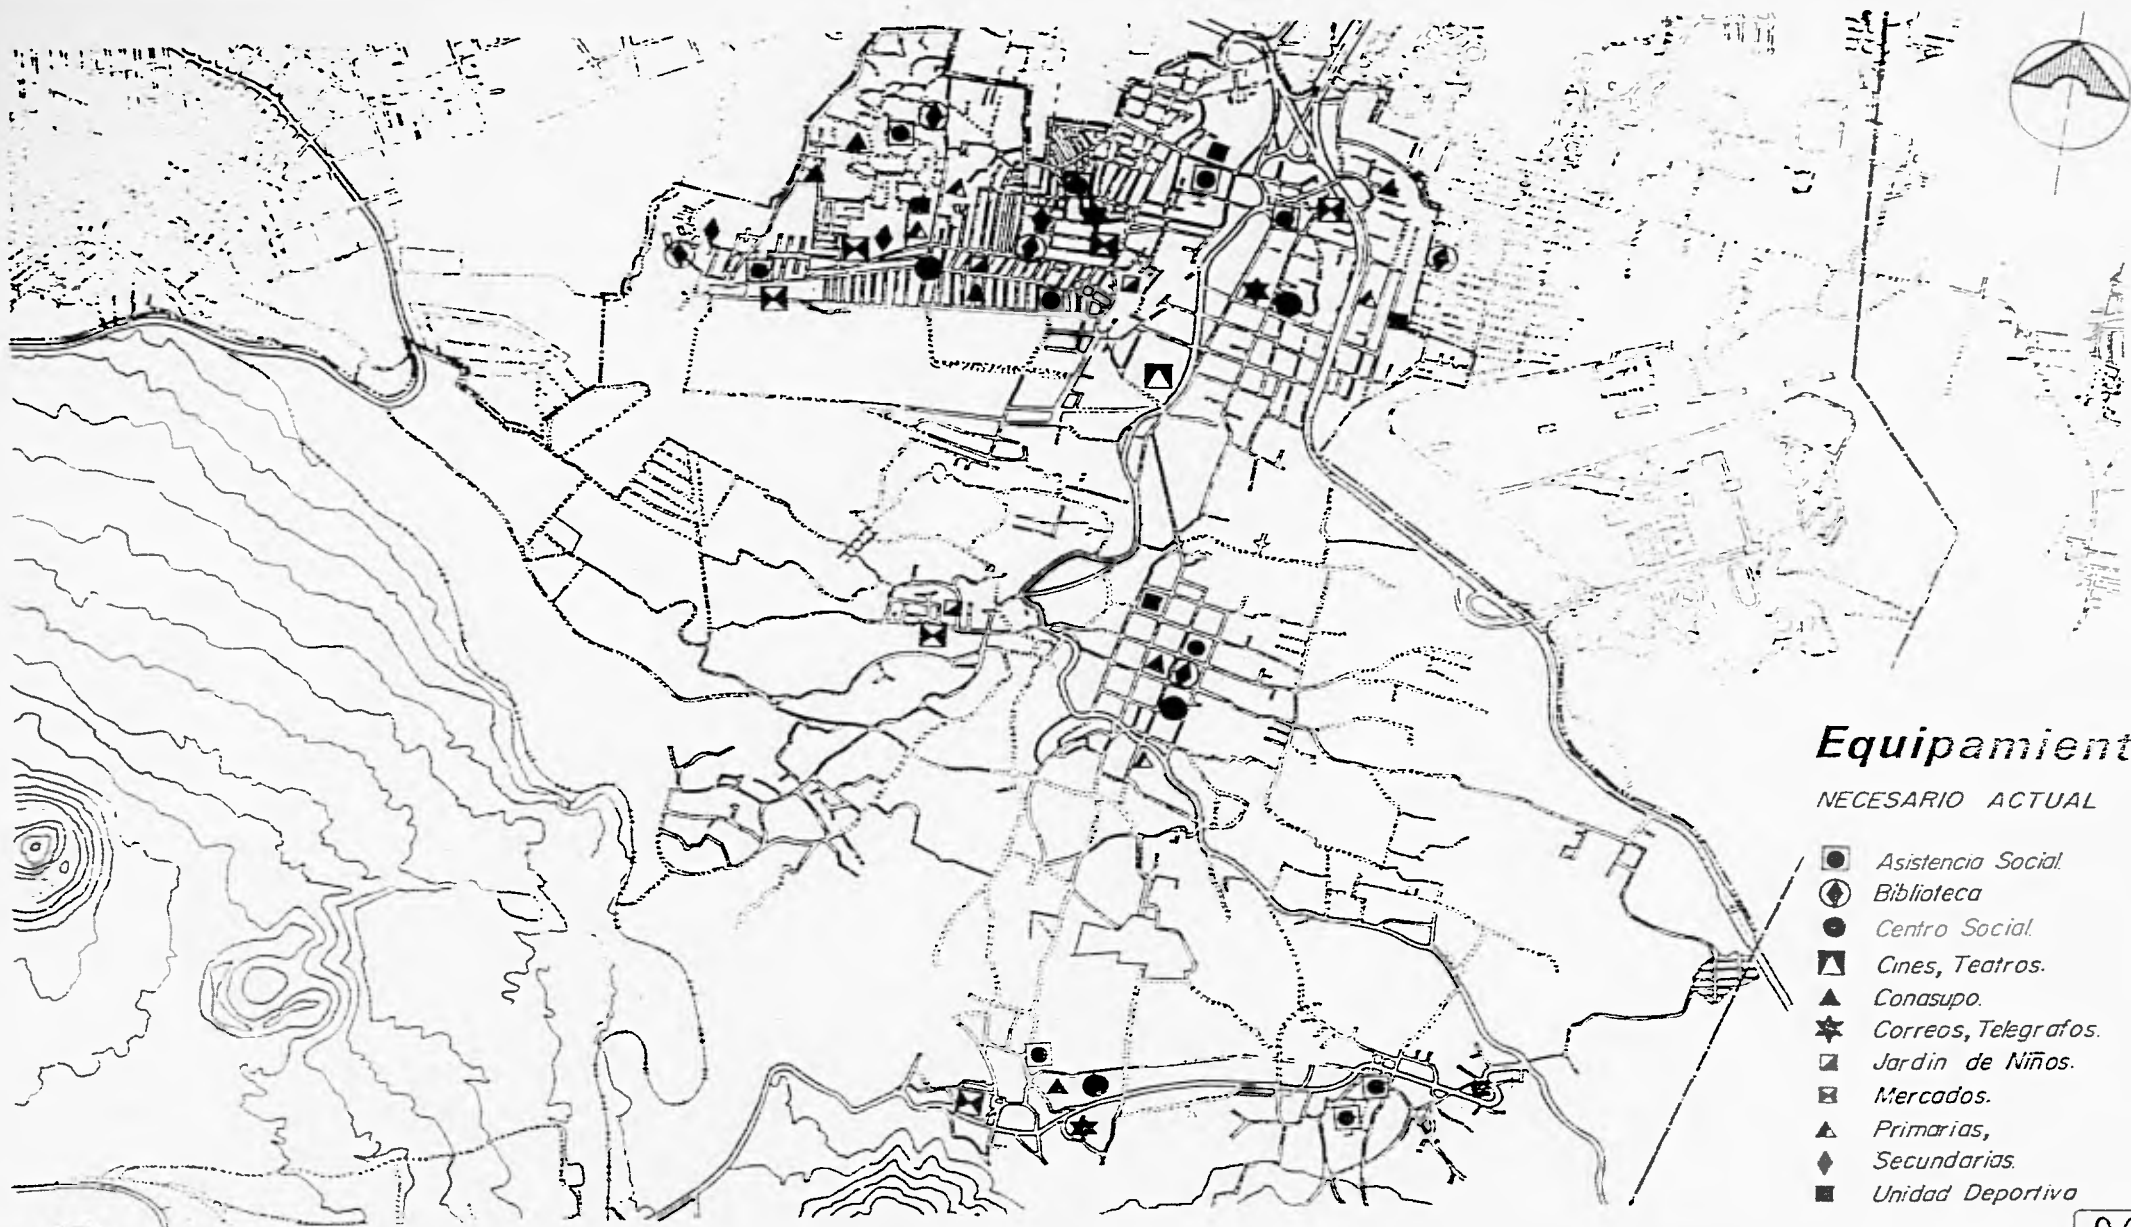 Equipamient
NECESARIO ACTUAL
Asistencia Social.
Biblioteca
Centro Social.
Cines, Teatros.
Conasupo.
Correos, Telegrafos.
Jardin de Niños.
Mercados.
Primarias,
Secundarias.
Unidad Deportiva